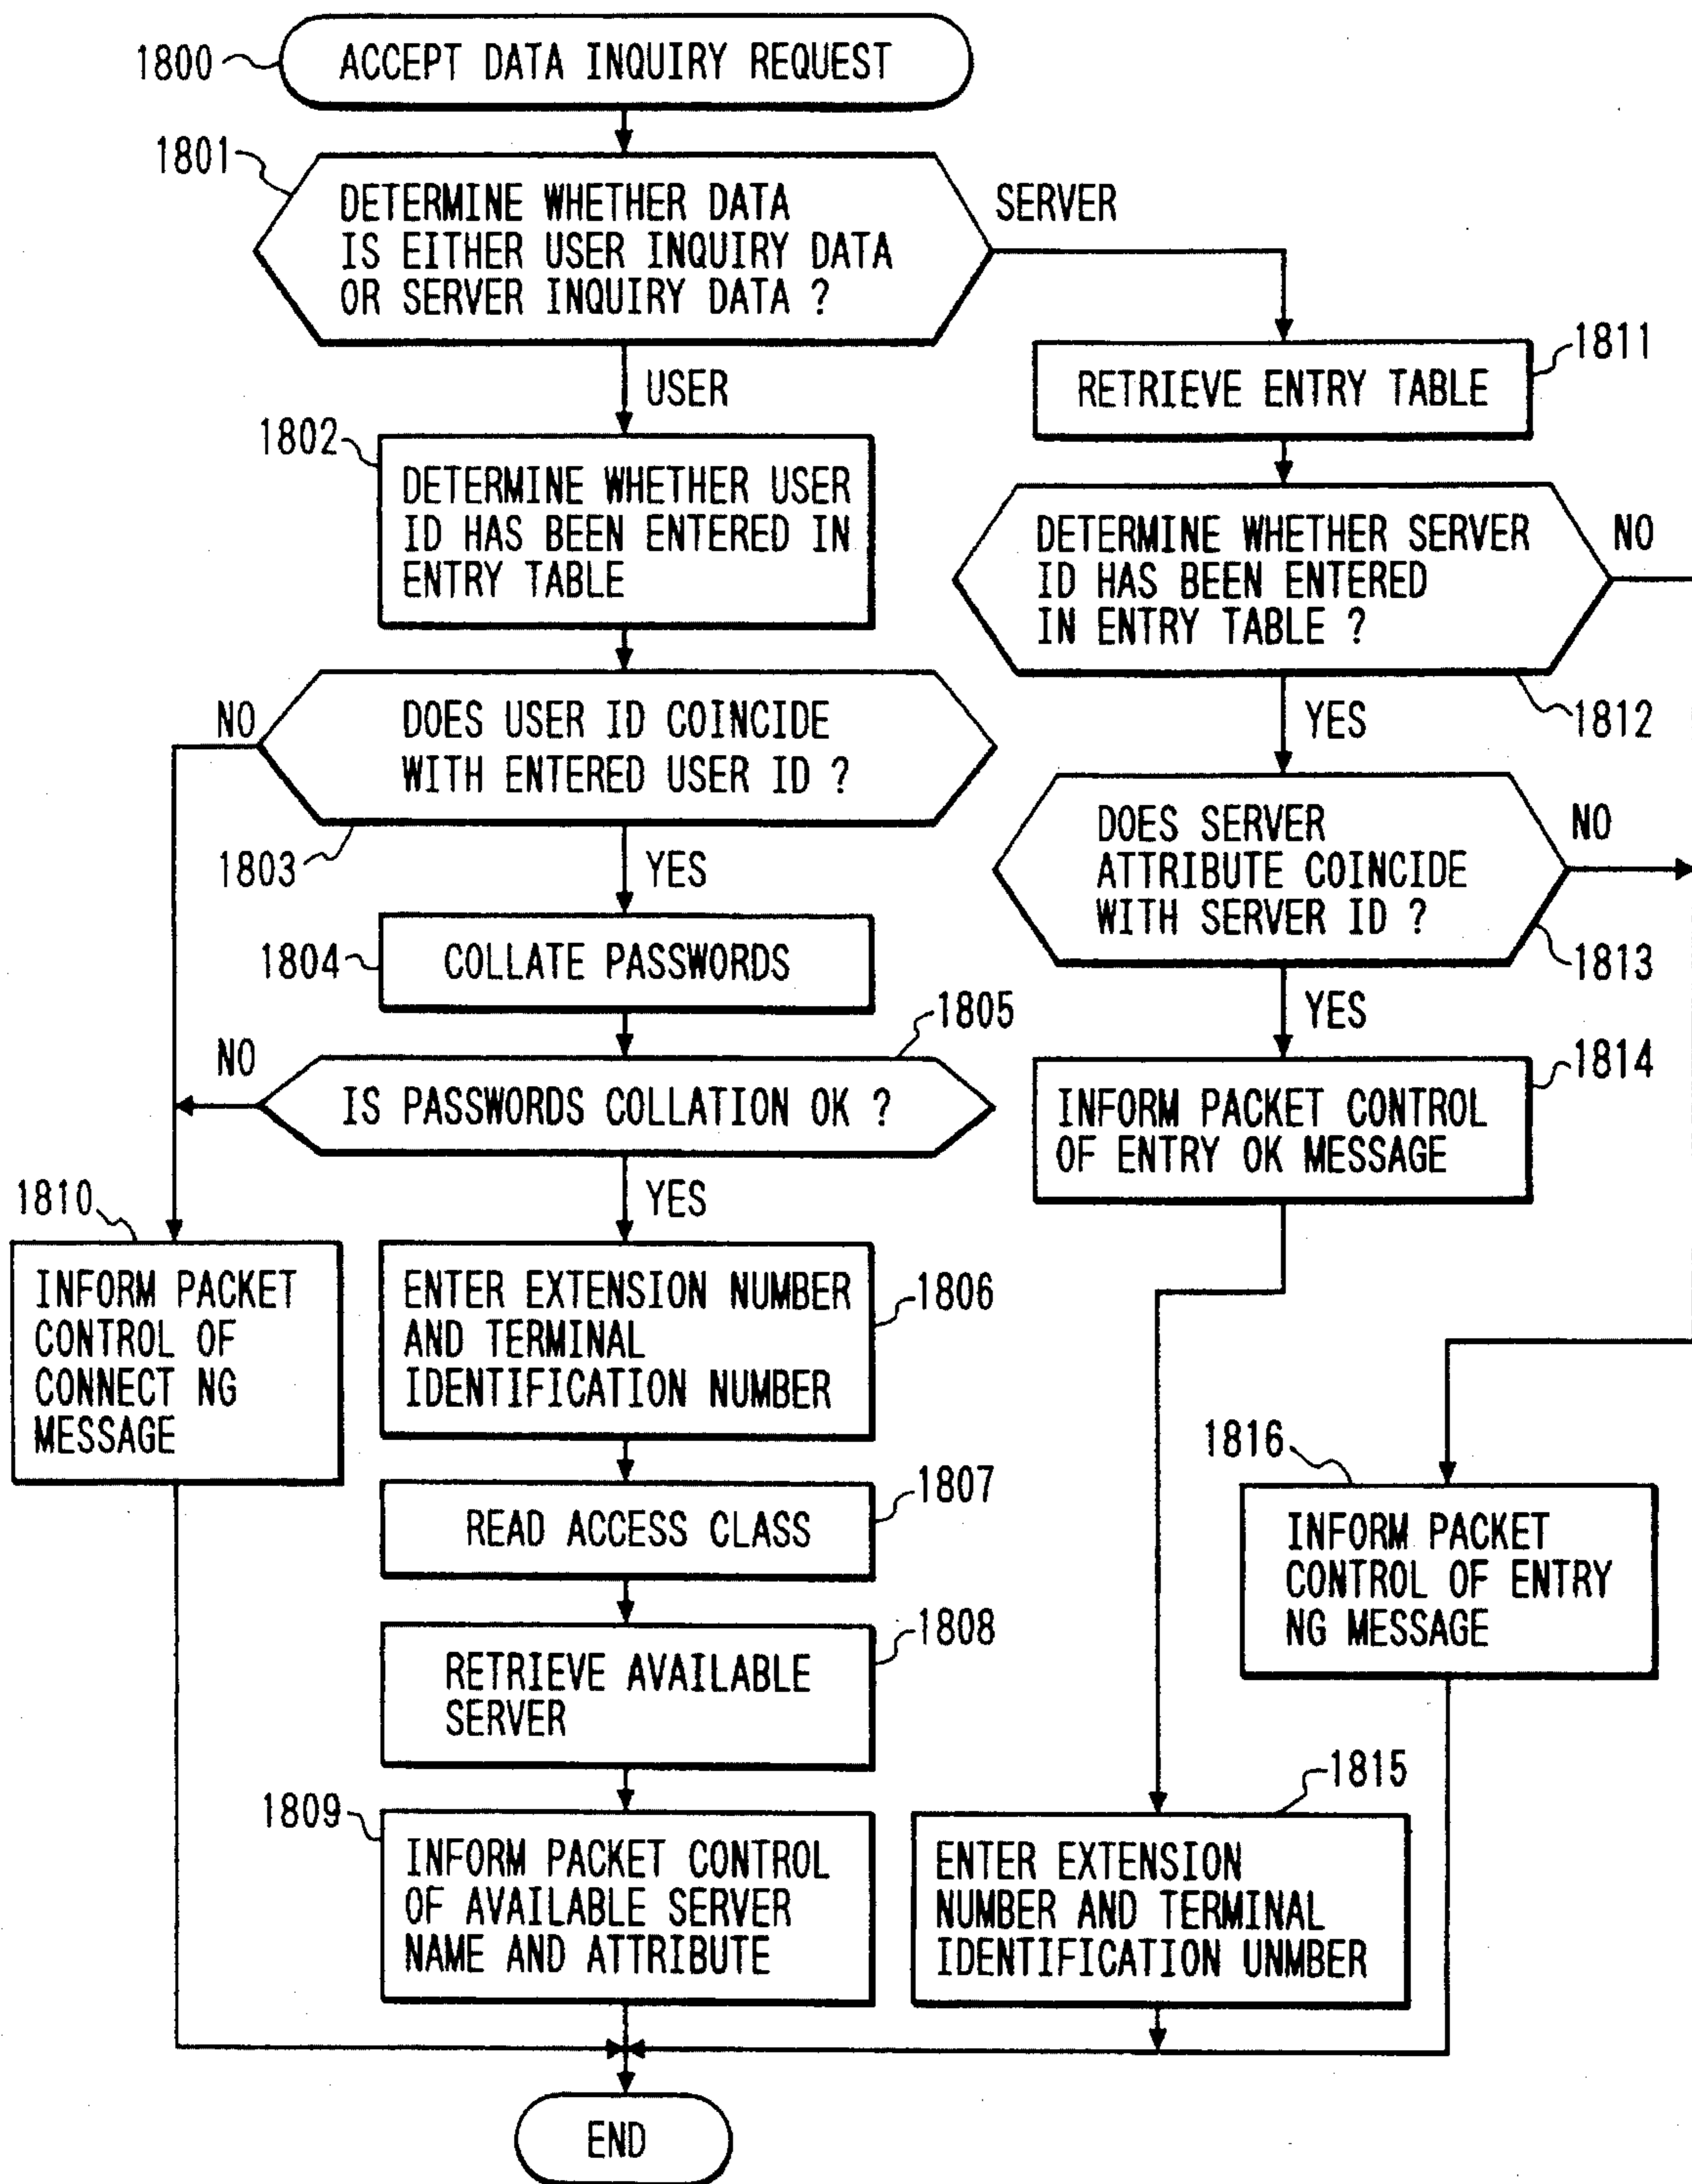 1800
ACCEPT DATA INQUIRY REQUEST
1801
DETERMINE WHETHER DATA
IS EITHER USER INQUIRY DATA
OR SERVER INQUIRY DATA ?
SERVER
USER
1802
DETERMINE WHETHER USER
ID HAS BEEN ENTERED IN
ENTRY TABLE
NO
DOES USER ID COINCIDE
WITH ENTERED USER ID ?
1803
YES
1804
COLLATE PASSWORDS
1805
NO
IS PASSWORDS COLLATION OK ?
YES
1810
INFORM PACKET
CONTROL OF
CONNECT NG
MESSAGE
ENTER EXTENSION NUMBER
AND TERMINAL
IDENTIFICATION NUMBER
1806
READ ACCESS CLASS
1807
RETRIEVE AVAILABLE
SERVER
1808
1809
INFORM PACKET CONTROL
OF AVAILABLE SERVER
NAME AND ATTRIBUTE
1811
RETRIEVE ENTRY TABLE
DETERMINE WHETHER SERVER
ID HAS BEEN ENTERED
IN ENTRY TABLE ?
NO
1812
YES
DOES SERVER
ATTRIBUTE COINCIDE
WITH SERVER ID ?
NO
1813
YES
1814
INFORM PACKET CONTROL
OF ENTRY OK MESSAGE
1816
INFORM PACKET
CONTROL OF ENTRY
NG MESSAGE
1815
ENTER EXTENSION
NUMBER AND TERMINAL
IDENTIFICATION UNMBER
END